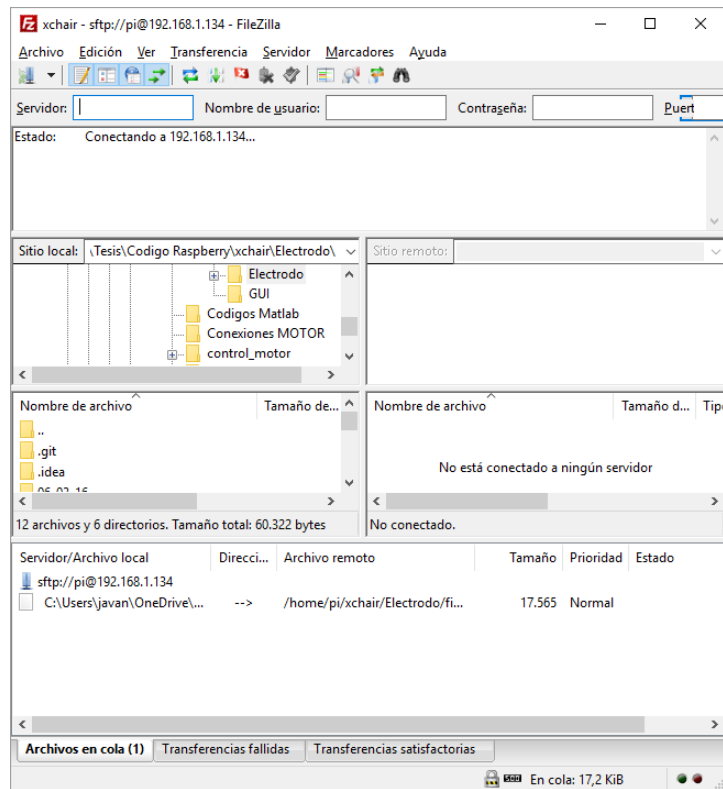 xchair - sftp://pi@192.168.1.134 - FileZilla
Archivo Edición Ver Transferencia Servidor Marcadores Ayuda
Servidor: Nombre de usuario: Contraseña: Puert
Estado: Conectando a 192.168.1.134...
Sitio local: \Tesis\Codigo Raspberry\xchair\Electrodo\ Sitio remoto:
Electrodo
GUI
Codigos Matlab
Conexiones MOTOR
control_motor
Nombre de archivo Tamaño de... Nombre de archivo Tamaño d... Tip
..
.git
.idea
No está conectado a ningún servidor
12 archivos y 6 directorios. Tamaño total: 60.322 bytes No conectado.
Servidor/Archivo local Direcci... Archivo remoto Tamaño Prioridad Estado
sftp://pi@192.168.1.134
C:\Users\javan\OneDrive\... --> /home/pi/xchair/Electrodo/fi... 17.565 Normal
Archivos en cola (1) Transferencias fallidas Transferencias satisfactorias
En cola: 17,2 KiB